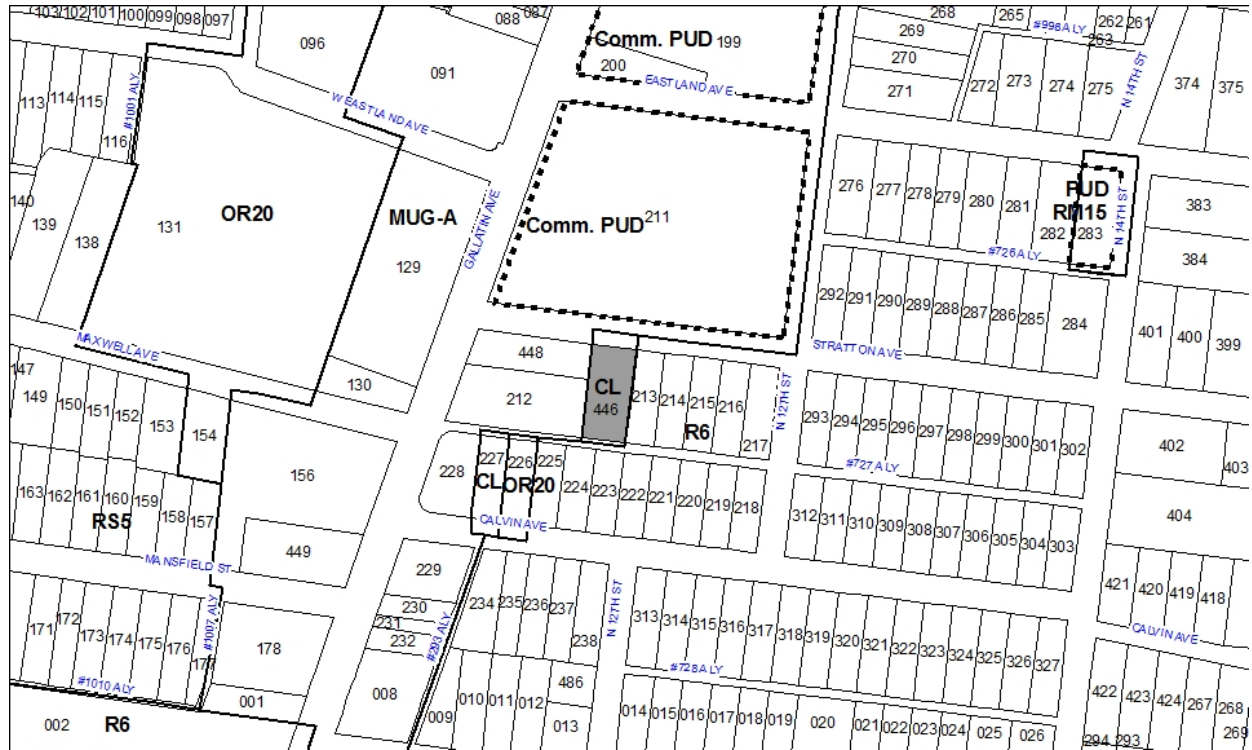 103 102 101 100 099 098 097
088 087
096
091
Comm. PUD 199
200
EASTLAND AVE
268 265 262 261
#996 ALY
263
269
270
271
272 273 274 275
N 14TH ST
374 375
113 114 115
116
#1001 ALY
W EASTLAND AVE
140
139
138
131
OR20
MUG-A
129
GALLATIN AVE
Comm. PUD 211
276 277 278 279 280 281
282 283
PUD
RM15
N 14TH ST
#726 ALY
383
384
292 291 290 289 288 287 286 285 284
401 400 399
STRATTON AVE
MAXWELL AVE
130
147
149 150 151 152 153 154
448
212
CL
446
213 214 215 216 217
R6
N 12TH ST
293 294 295 296 297 298 299 300 301 302
#727 ALY
402
403
404
156
228 227 226 225
CL OR20
224 223 222 221 220 219 218
CALVIN AVE
163 162 161 160 159 158 157
RS5
449
MANSFIELD ST
312 311 310 309 308 307 306 305 304 303
421 420 419 418
229
230
231
232
#293 ALY
234 235 236 237
238
N 12TH ST
313 314 315 316 317 318 319 320 321 322 323 324 325 326 327
CALVIN AVE
171 172 173 174 175 176 177
#1007 ALY
178
#1010 ALY
001
002
R6
008
009
010 011 012
486
013
#728 ALY
014 015 016 017 018 019 020 021 022 023 024 025 026
422 423 424 267 268
269
294 293